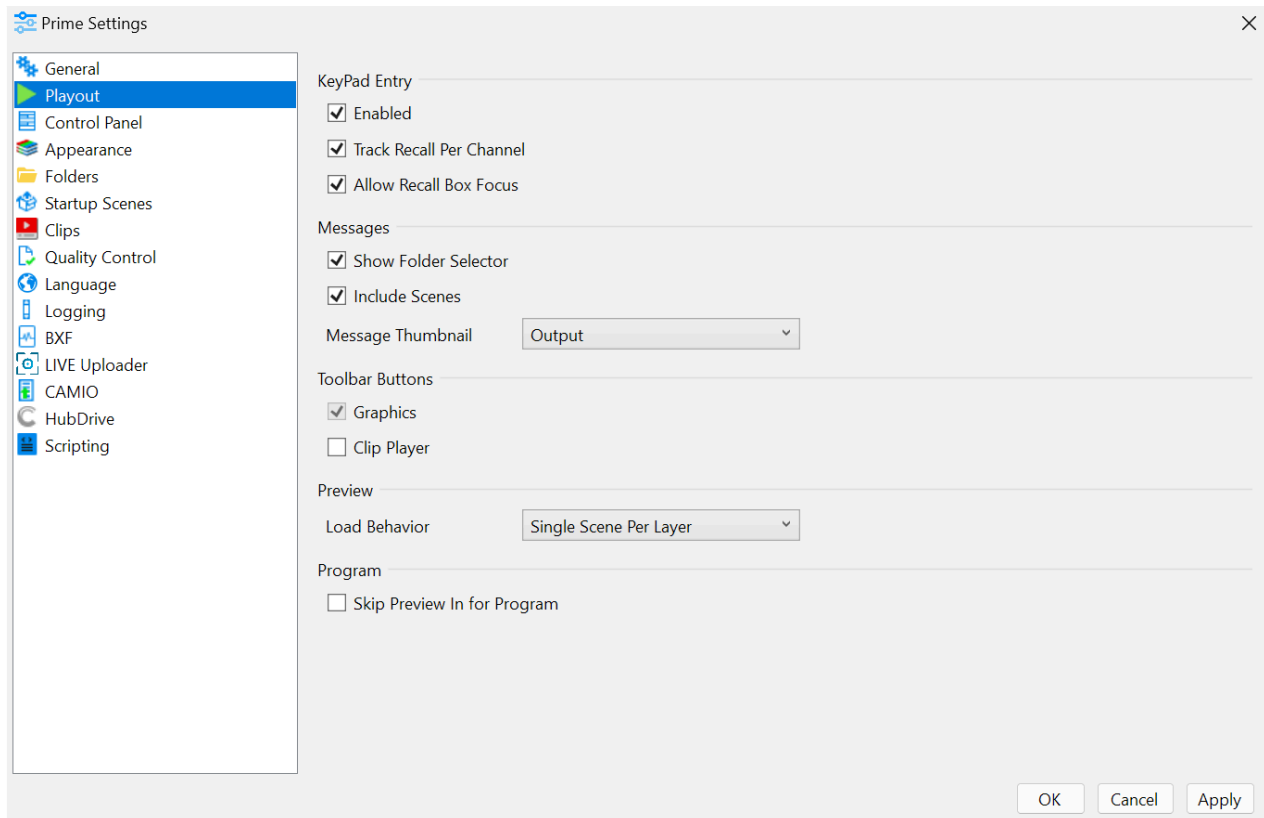 Prime Settings
General
Playout
Control Panel
Appearance
Folders
Startup Scenes
Clips
Quality Control
Language
Logging
BXF
LIVE Uploader
CAMIO
HubDrive
Scripting
KeyPad Entry
Enabled
Track Recall Per Channel
Allow Recall Box Focus
Messages
Show Folder Selector
Include Scenes
Message Thumbnail Output
Toolbar Buttons
Graphics
Clip Player
Preview
Load Behavior Single Scene Per Layer
Program
Skip Preview In for Program
OK Cancel Apply